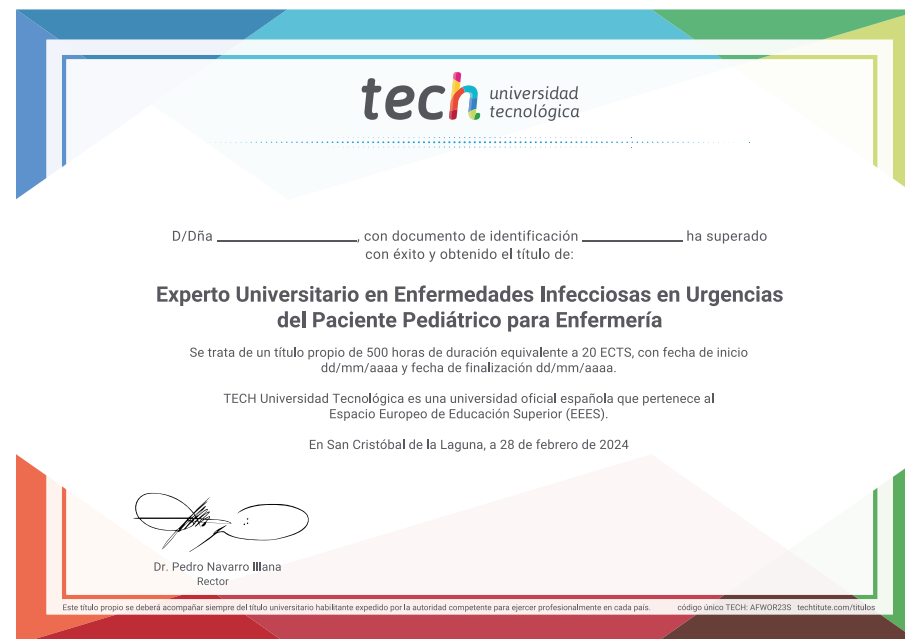 tech universidad
tecnológica
D/Dña ________________, con documento de identificación ____________ ha superado
con éxito y obtenido el título de:
Experto Universitario en Enfermedades Infecciosas en Urgencias
del Paciente Pediátrico para Enfermería
Se trata de un título propio de 500 horas de duración equivalente a 20 ECTS, con fecha de inicio
dd/mm/aaaa y fecha de finalización dd/mm/aaaa.
TECH Universidad Tecnológica es una universidad oficial española que pertenece al
Espacio Europeo de Educación Superior (EEES).
En San Cristóbal de la Laguna, a 28 de febrero de 2024
Dr. Pedro Navarro Illana
Rector
Este título propio se deberá acompañar siempre del título universitario habilitante expedido por la autoridad competente para ejercer profesionalmente en cada país. código único TECH: AFWOR23S techtitute.com/titulos